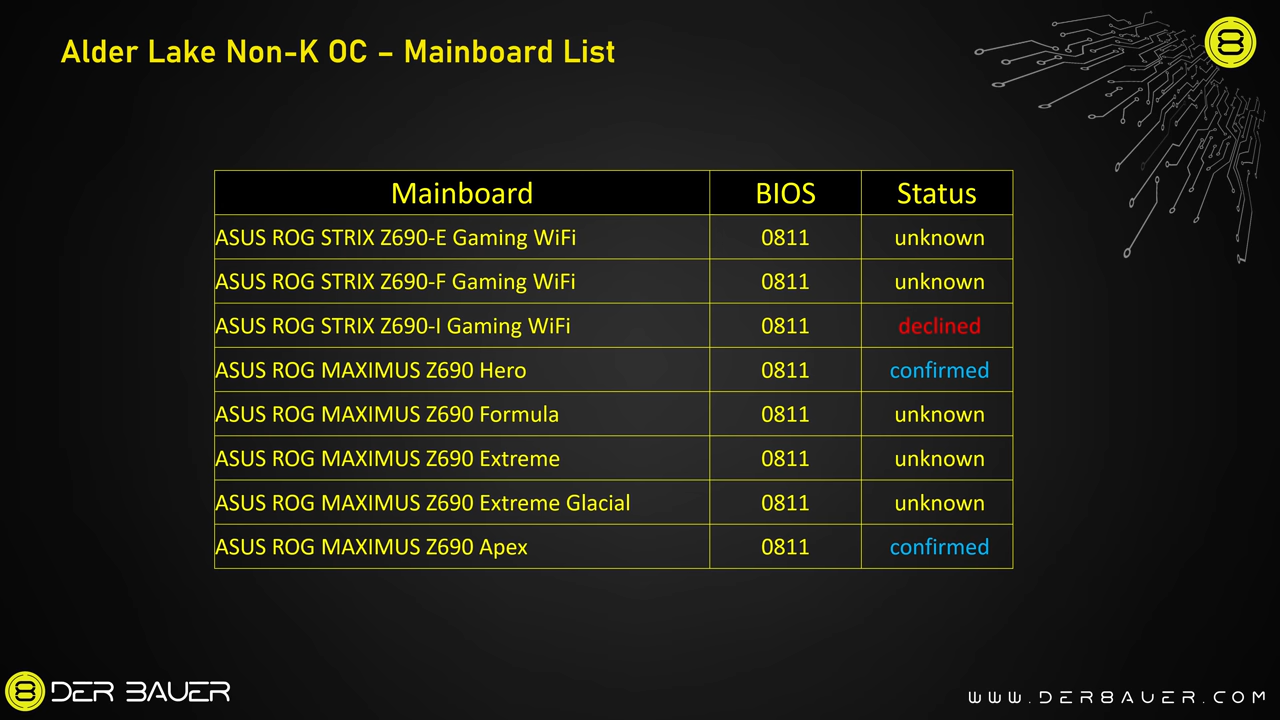 Alder Lake Non-K OC – Mainboard List
8
Mainboard BIOS Status
ASUS ROG STRIX Z690-E Gaming WiFi 0811 unknown
ASUS ROG STRIX Z690-F Gaming WiFi 0811 unknown
ASUS ROG STRIX Z690-I Gaming WiFi 0811 declined
ASUS ROG MAXIMUS Z690 Hero 0811 confirmed
ASUS ROG MAXIMUS Z690 Formula 0811 unknown
ASUS ROG MAXIMUS Z690 Extreme 0811 unknown
ASUS ROG MAXIMUS Z690 Extreme Glacial 0811 unknown
ASUS ROG MAXIMUS Z690 Apex 0811 confirmed
8 DER BAUER
WWW.DER8AUER.COM